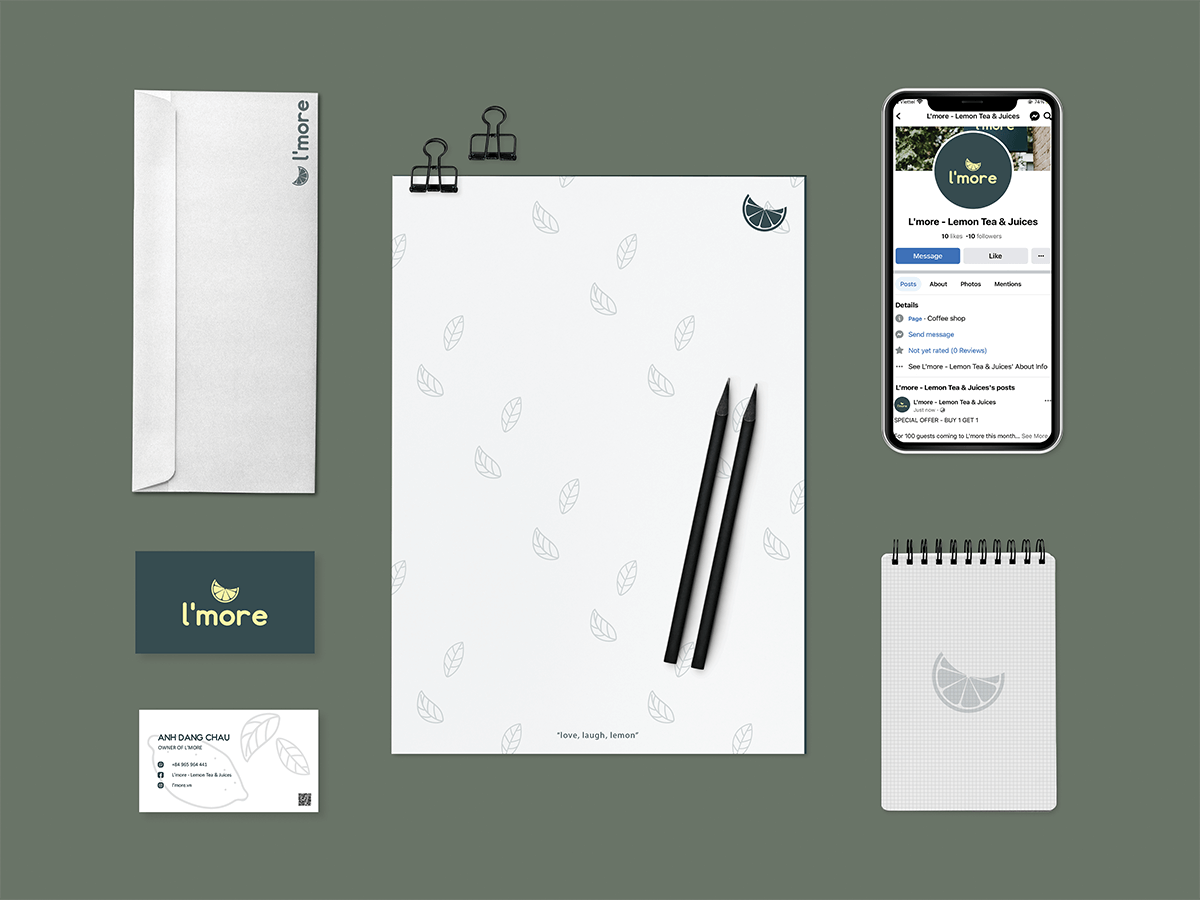 l'more
l'more
ANH DANG CHAU
OWNER OF L'MORE
+84 965 904 441
L'more - Lemon Tea & Juices
l'more.vn
"love, laugh, lemon"
Viettel
74%
L'more - Lemon Tea & Juices
l'more
l'more
L'more - Lemon Tea & Juices
10 likes • 10 followers
Message
Like
...
Posts
About
Photos
Mentions
Details
Page · Coffee shop
Send message
Not yet rated (0 Reviews)
... See L'more - Lemon Tea & Juices' About Info
L'more - Lemon Tea & Juices's posts
L'more - Lemon Tea & Juices
...
Just now ·
SPECIAL OFFER - BUY 1 GET 1
For 100 guests coming to L'more this month... See More